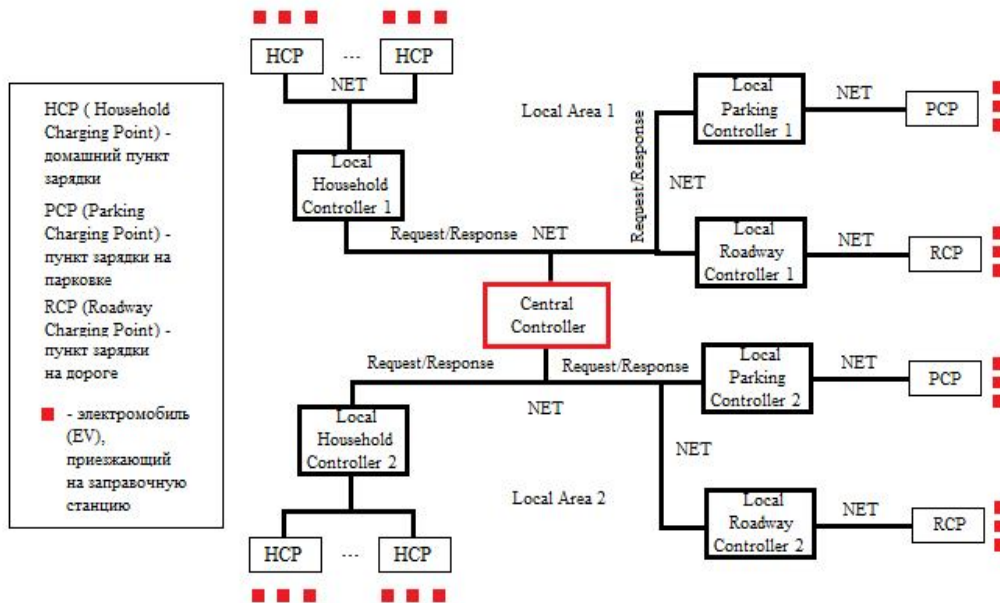 HCP ( Household
Charging Point) -
домашний пункт
зарядки
PCP (Parking
Charging Point) -
пункт зарядки на
парковке
RCP (Roadway
Charging Point) -
пункт зарядки
на дороге
- электромобиль
(EV),
приезжающий
на заправочную
станцию
HCP
...
HCP
NET
Local
Household
Controller 1
Local Area 1
Request/Response
NET
Request/Response
NET
Local
Parking
Controller 1
NET
PCP
Local
Roadway
Controller 1
NET
RCP
Central
Controller
Request/Response
Request/Response
NET
Local
Parking
Controller 2
NET
PCP
Local
Household
Controller 2
NET
Local Area 2
Local
Roadway
Controller 2
NET
RCP
HCP
...
HCP